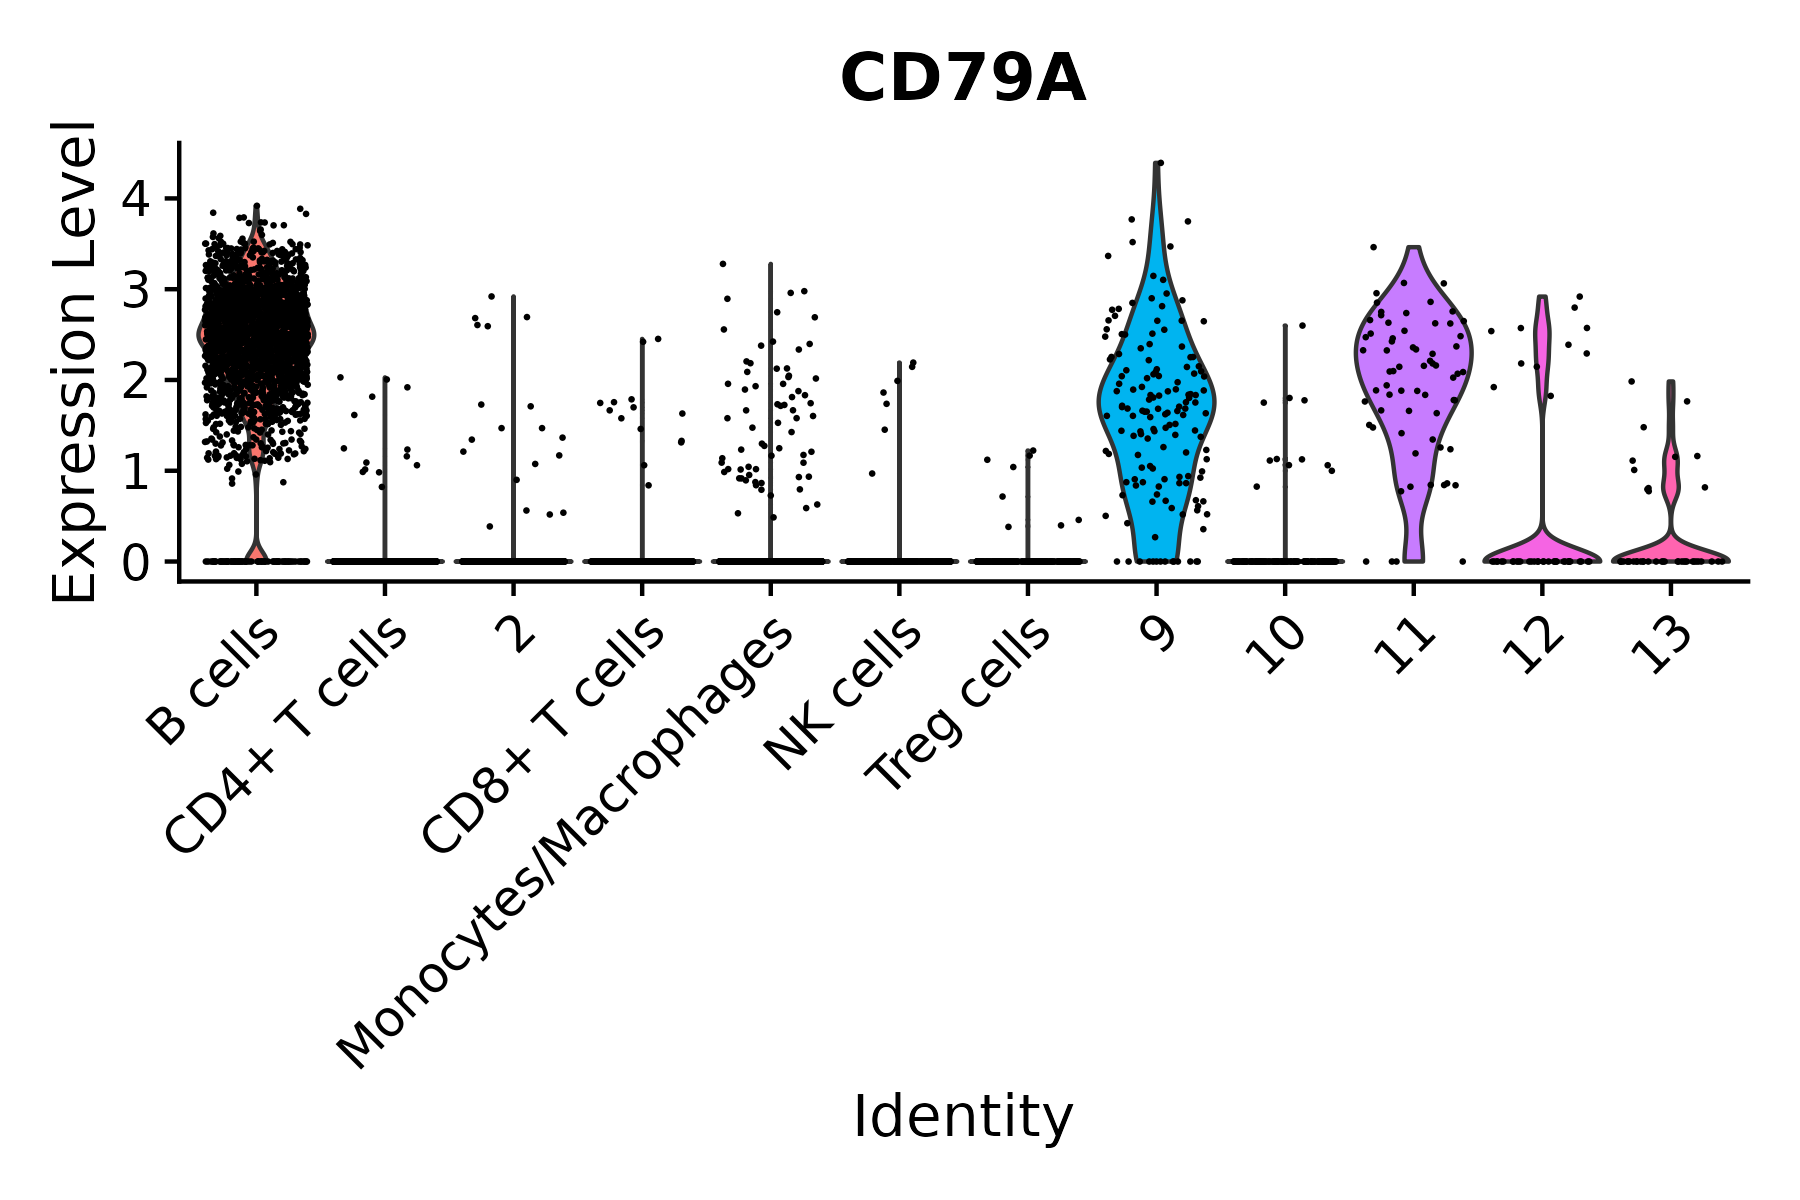 CD79A
Expression Level
4
3
2
1
0
B cells
CD4+ T cells
2
CD8+ T cells
Monocytes/Macrophages
NK cells
Treg cells
9
10
11
12
13
Identity